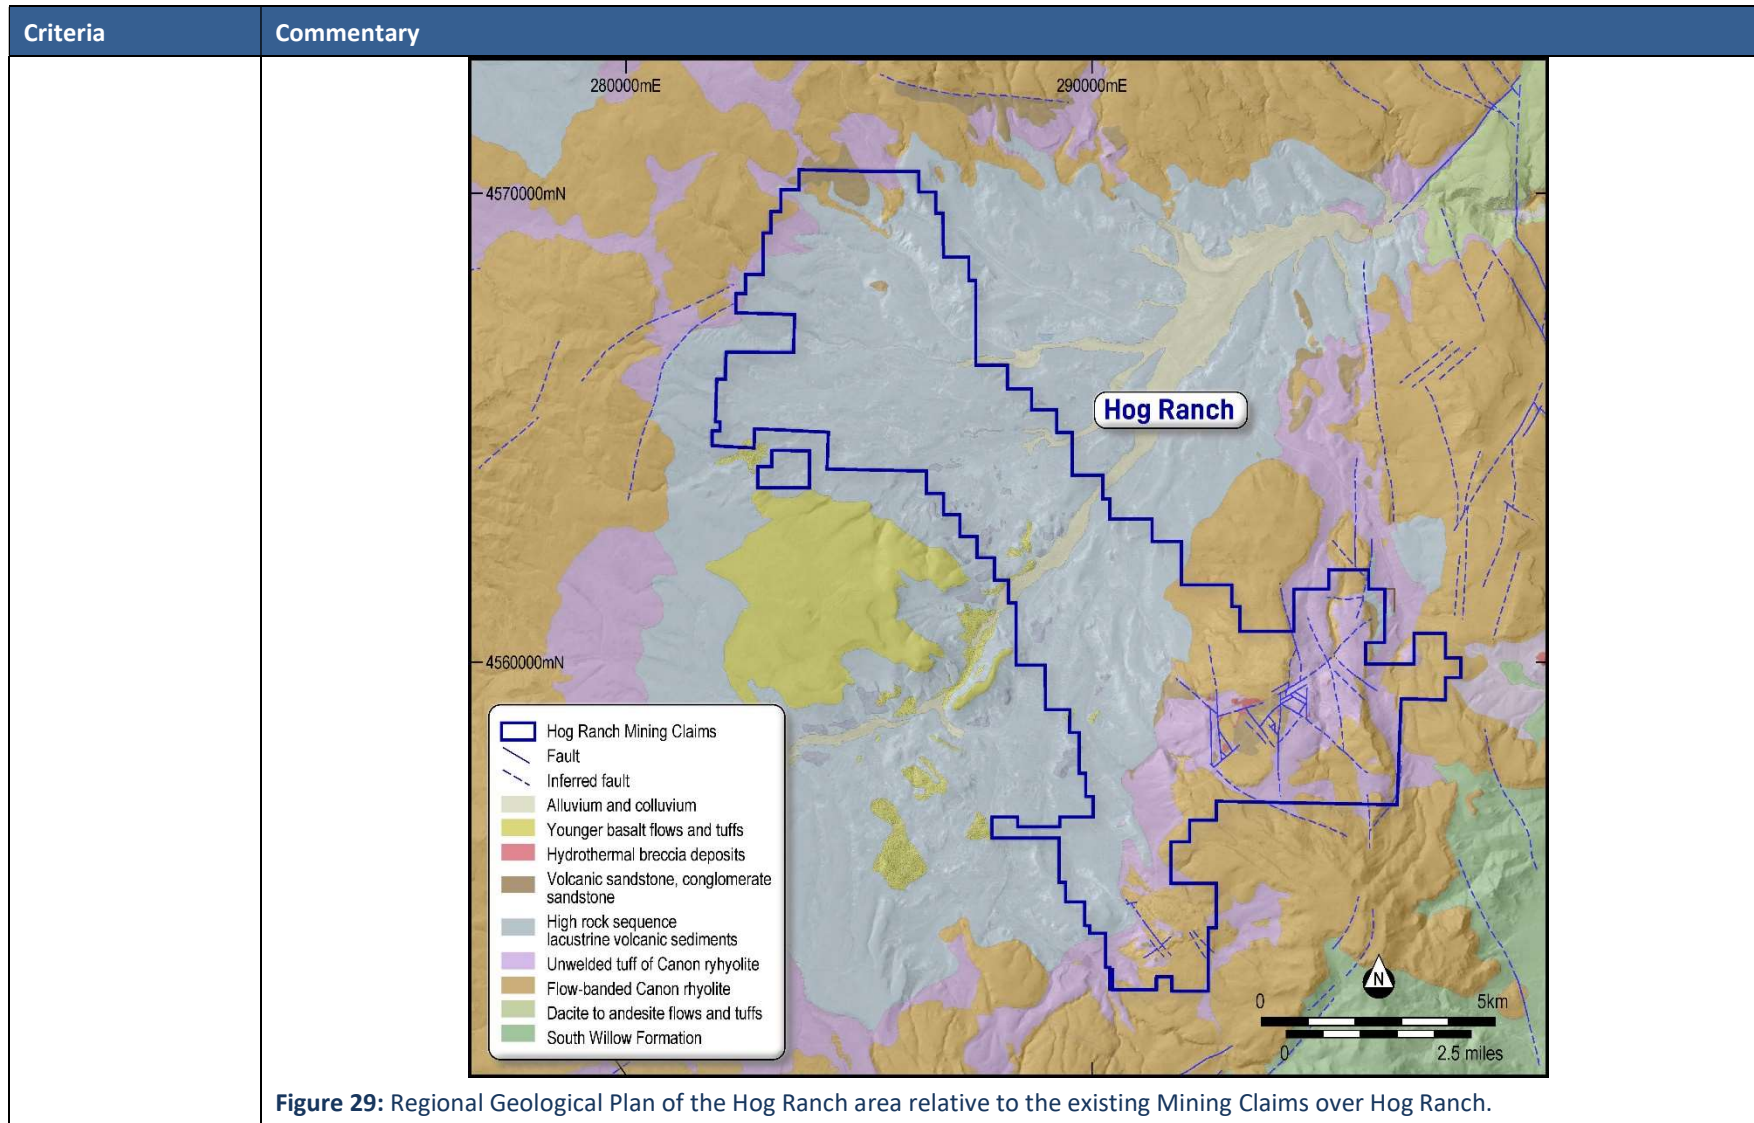 Criteria
Commentary
280000mE
290000mE
4570000mN
Hog Ranch
4560000mN
Hog Ranch Mining Claims
Fault
Inferred fault
Alluvium and colluvium
Younger basalt flows and tuffs
Hydrothermal breccia deposits
Volcanic sandstone, conglomerate
sandstone
High rock sequence
lacustrine volcanic sediments
Unwelded tuff of Canon ryhyolite
Flow-banded Canon rhyolite
Dacite to andesite flows and tuffs
South Willow Formation
N
0 5km
0 2.5 miles
Figure 29: Regional Geological Plan of the Hog Ranch area relative to the existing Mining Claims over Hog Ranch.